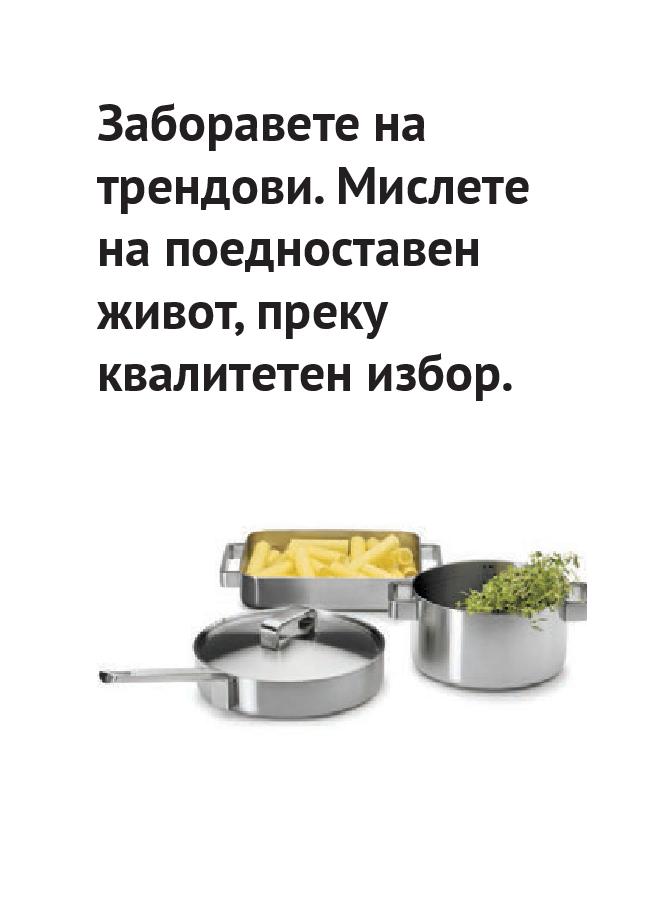 Заборавете на
трендови. Мислете
на поедноставен
живот, преку
квалитетен избор.